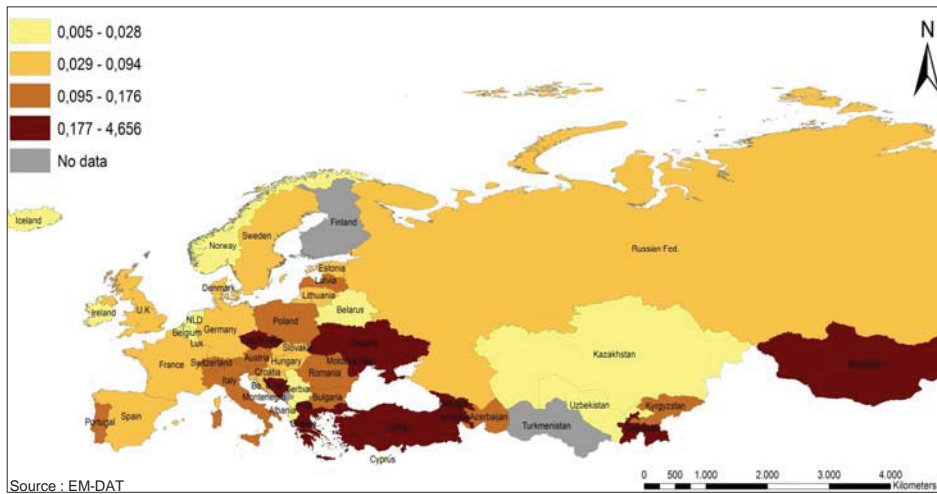 0,005 - 0,028
0,029 - 0,094
0,095 - 0,176
0,177 - 4,656
No data
N
Iceland
Norway
Sweden
Finland
Russian Fed.
Estonia
Latvia
Denmark
Lithuania
Ireland
U.K
NLD
Belarus
Belgium
Germany
Poland
Lux
Slovakia
Ukraine
France
Switzerland
Austria
Hungary
Moldova
Kazakhstan
Mongolia
Italy
Croatia
Romania
Serbia
Montenegro
Bulgaria
Albania
Portugal
Spain
Greece
Turkey
Azerbaijan
Uzbekistan
Kyrgyzstan
Turkmenistan
Cyprus
Source : EM-DAT
0 500 1.000 2.000 3.000 4.000
Kilometers